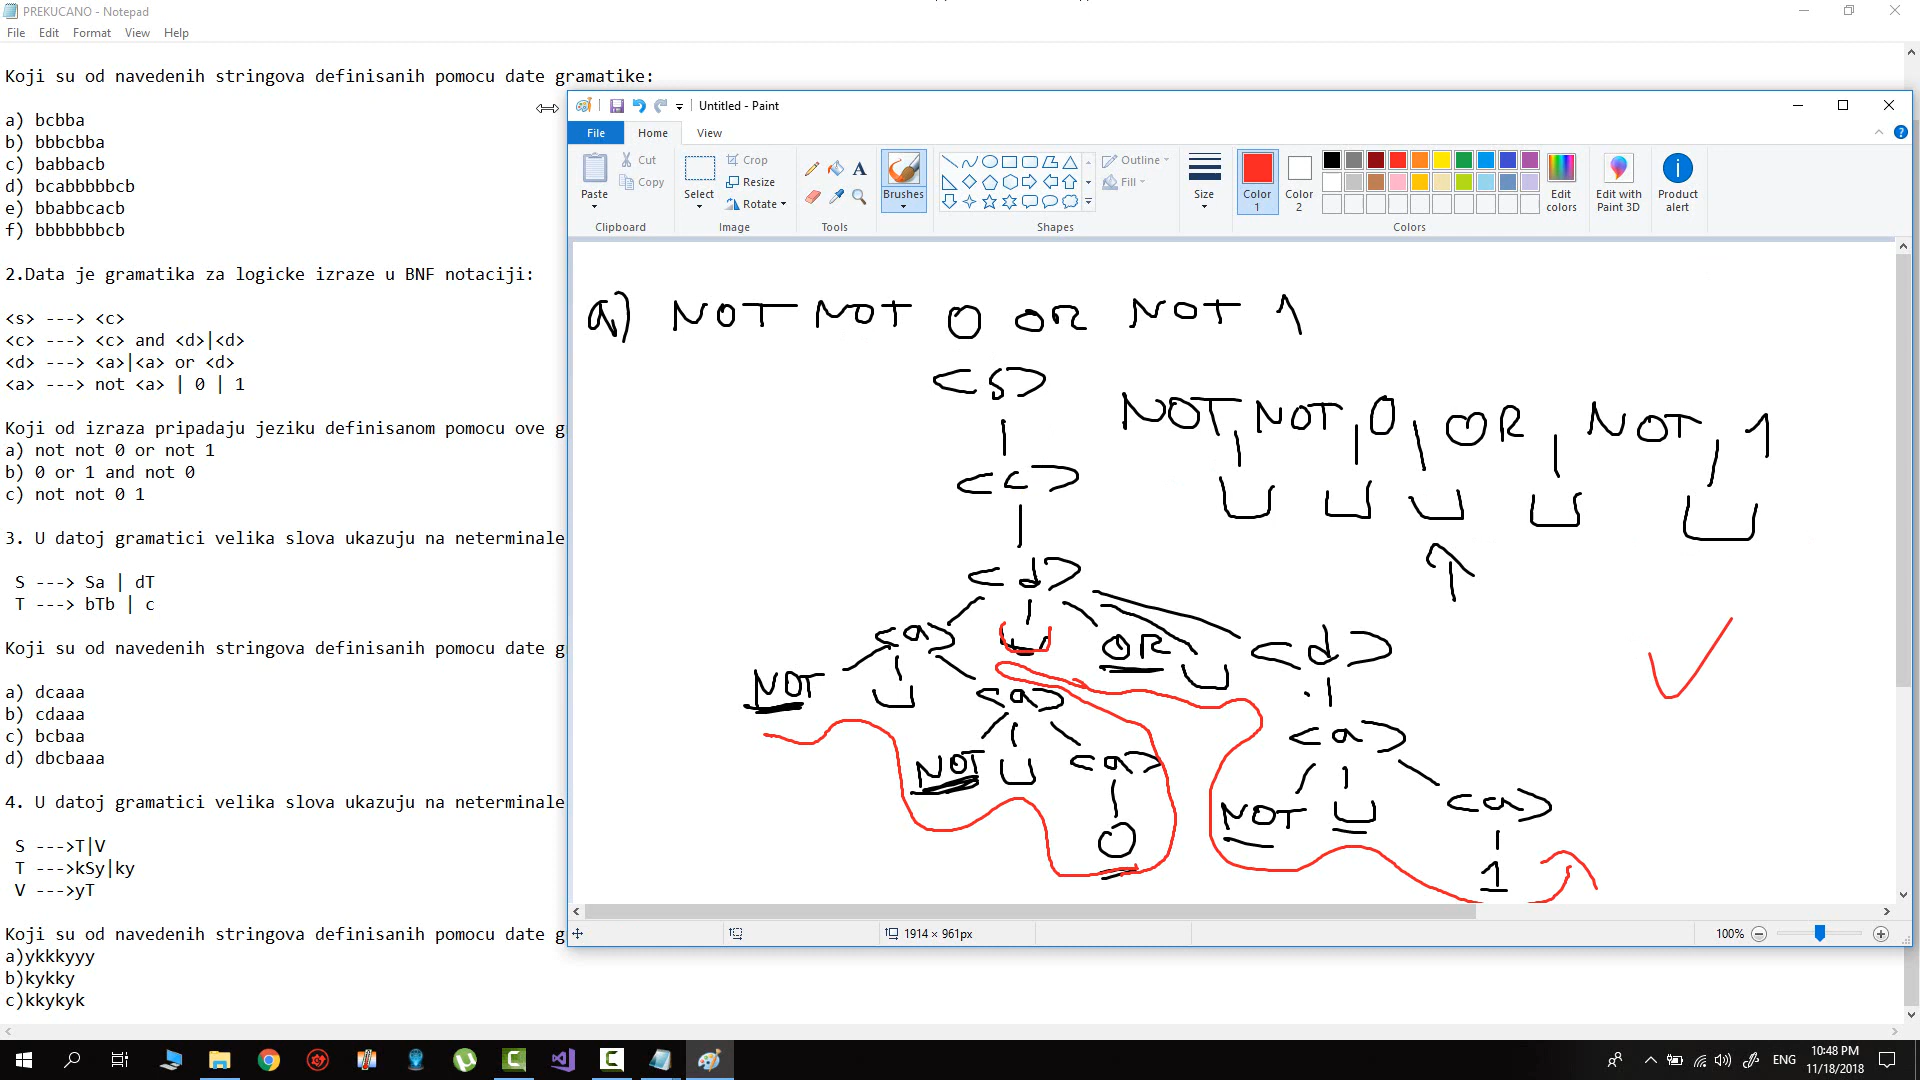 PREKUCANO - Notepad
File Edit Format View Help
Koji su od navedenih stringova definisanih pomocu date gramatike:
a) bcbba
b) bbbcbba
c) babbacb
d) bcabbbbbcb
e) bbabbcacb
f) bbbbbbbcb
2.Data je gramatika za logicke izraze u BNF notaciji:
<s> ---> <c>
<c> ---> <c> and <d>|<d>
<d> ---> <a>|<a> or <d>
<a> ---> not <a> | 0 | 1
Koji od izraza pripadaju jeziku definisanom pomocu ove g
a) not not 0 or not 1
b) 0 or 1 and not 0
c) not not 0 1
3. U datoj gramatici velika slova ukazuju na neterminale
S ---> Sa | dT
T ---> bTb | c
Koji su od navedenih stringova definisanih pomocu date g
a) dcaaa
b) cdaaa
c) bcbaa
d) dbcbaaa
4. U datoj gramatici velika slova ukazuju na neterminale
S --->T|V
T --->kSy|ky
V --->yT
Koji su od navedenih stringova definisanih pomocu date g
a)ykkkyyy
b)kykky
c)kkykyk
Untitled - Paint
File Home View
Paste Cut Copy Select Crop Resize Rotate A Brushes Outline Fill Size Color 1 Color 2 Edit colors Edit with Paint 3D Product alert
Clipboard Image Tools Shapes Colors
a) NOT NOT 0 OR NOT 1
<s>
NOT NOT 0 OR NOT 1
<c>
<d>
<a> OR <d>
NOT <a>
<a>
NOT <a>
NOT <a>
0
1
1914 × 961px 100%
ENG 10:48 PM
11/18/2018